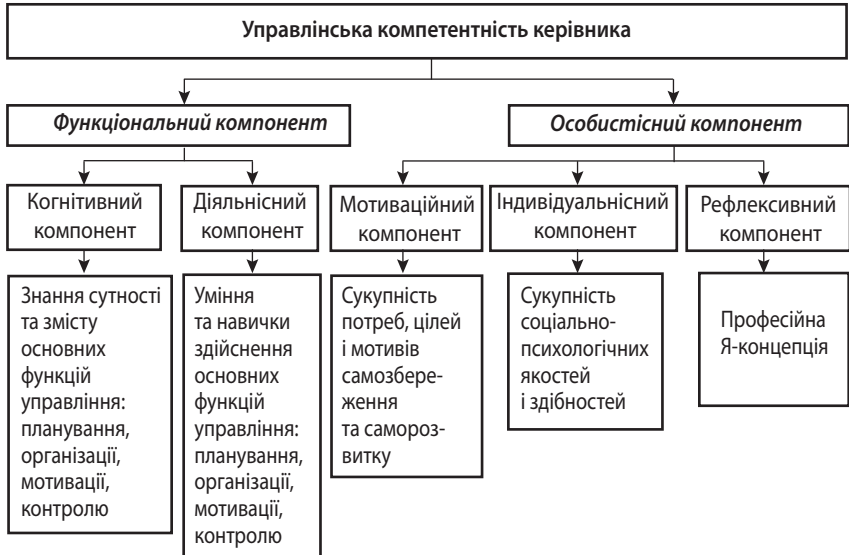 Управлінська компетентність керівника
Функціональний компонент
Особистісний компонент
Когнітивний
компонент
Діяльнісний
компонент
Мотиваційний
компонент
Індивідуальнісний
компонент
Рефлексивний
компонент
Знання сутності
та змісту
основних
функцій
управління:
планування,
організації,
мотивації,
контролю
Уміння
та навички
здійснення
основних
функцій
управління:
планування,
організації,
мотивації,
контролю
Сукупність
потреб, цілей
і мотивів
самозбере-
ження
та саморо­з-
витку
Сукупність
соціально-
психологічних
якостей
і здібностей
Професійна
Я-концепція